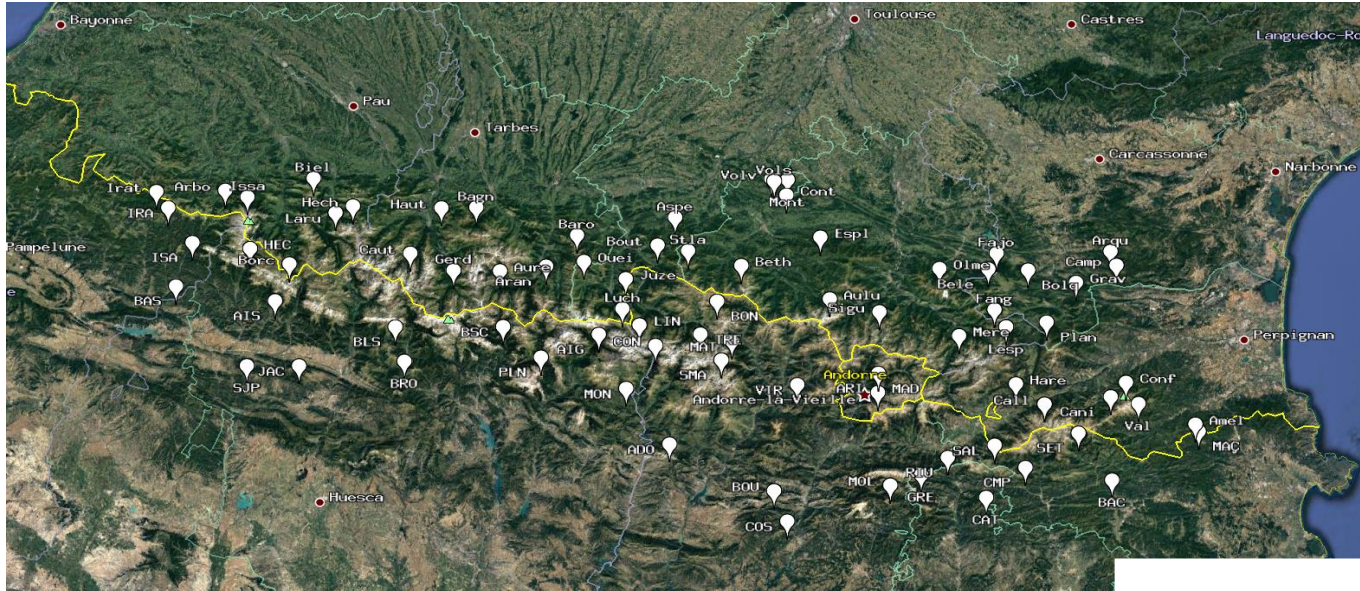 Bayonne
Toulouse
Castres
Languedoc-Ro
Pau
Tarbes
Carcassonne
Narbonne
Biel
Vols
Volv
Cont
Mont
Irat
Arbo
Issa
Hech
Haut
Bagn
Aspe
IRA
Laru
Baro
Bout
Stla
Espl
Fajo
Arqu
Pampelune
ISA
HEC
Borc
Caut
Gerd
Aure
Aran
Ouei
Juze
Beth
Olme
Bele
Camp
Bolq
Grav
BAS
AIS
Luch
LIN
BON
Aulu
Sigu
Fang
BLS
BSC
AIG
CON
MAT
TRE
Mere
Lesp
Plan
Perpignan
SJP
JAC
BRO
PLN
MON
SMA
VIR
Andorre
ARI
MAD
Andorre-la-Vieille
Hare
Call
Cani
Conf
Val
ADO
SAL
SET
Amel
MAÇ
BOU
MOL
RIU
GRE
CMP
CAT
BAC
COS
Huesca